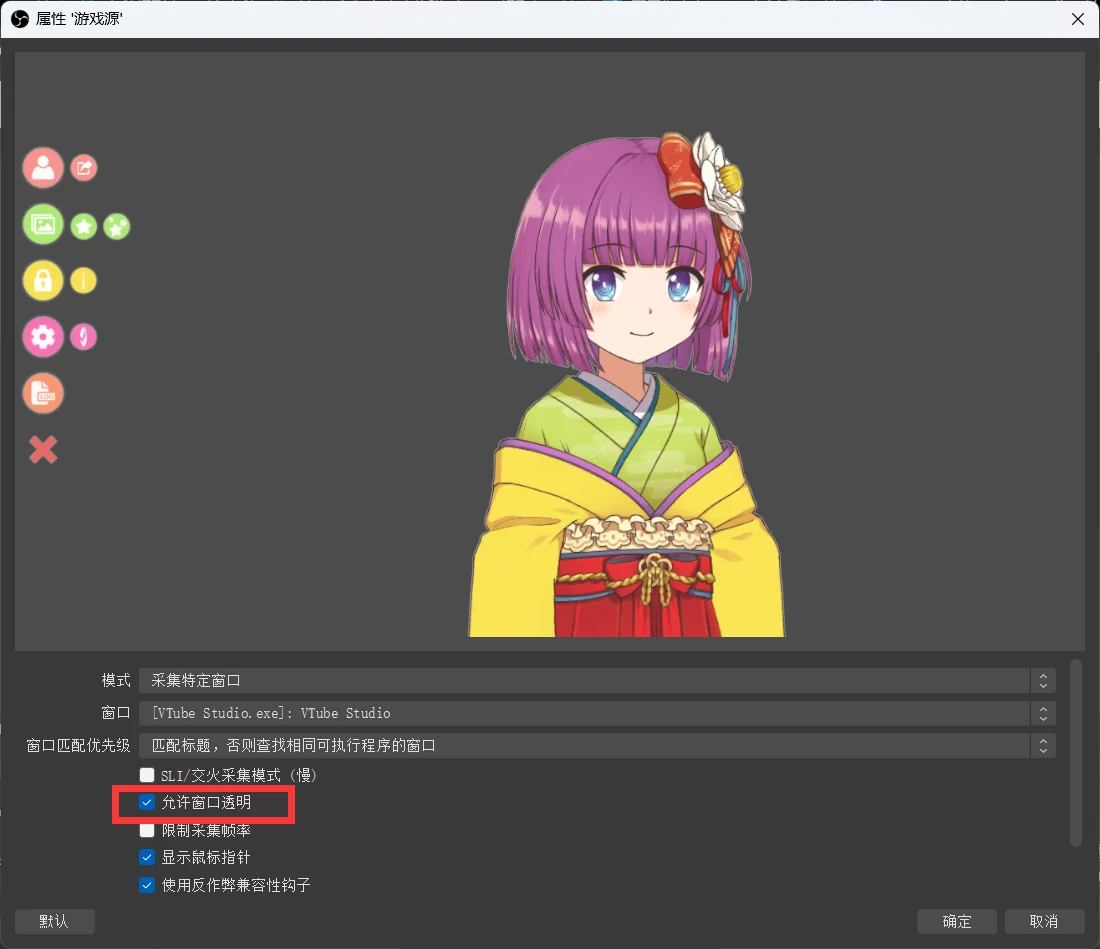 属性 '游戏源'
LOG
模式 采集特定窗口
窗口 [VTube Studio.exe]: VTube Studio
窗口匹配优先级 匹配标题，否则查找相同可执行程序的窗口
SLI/交火采集模式（慢）
允许窗口透明
限制采集帧率
显示鼠标指针
使用反作弊兼容性钩子
默认 确定 取消